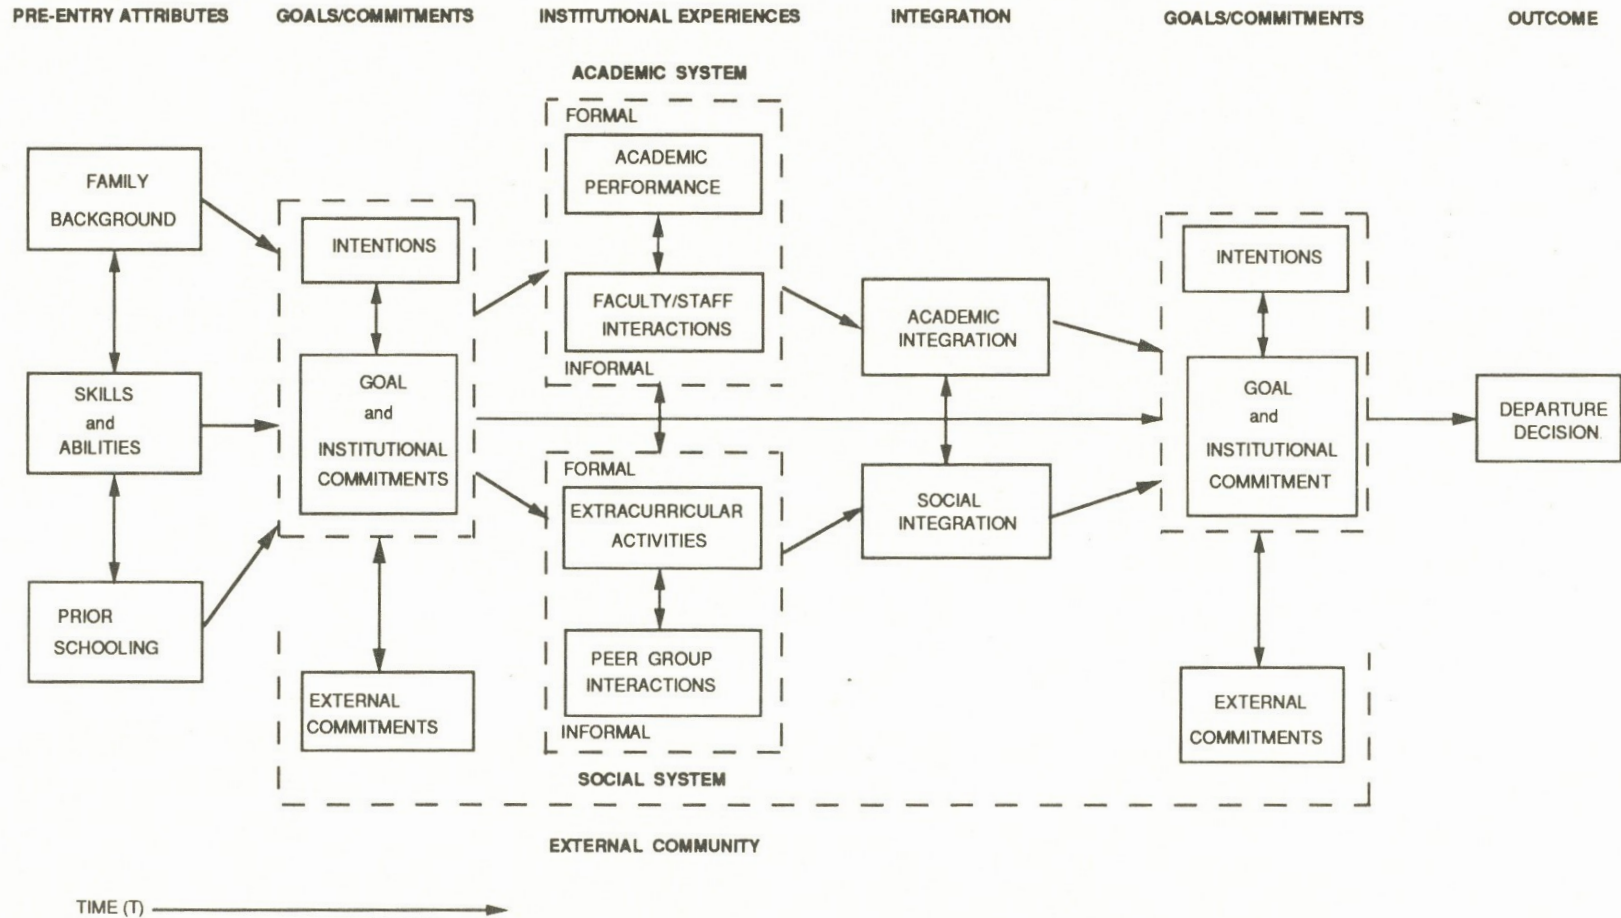 PRE-ENTRY ATTRIBUTES
GOALS/COMMITMENTS
INSTITUTIONAL EXPERIENCES
INTEGRATION
GOALS/COMMITMENTS
OUTCOME
FAMILY
BACKGROUND
SKILLS
and
ABILITIES
PRIOR
SCHOOLING
INTENTIONS
GOAL
and
INSTITUTIONAL
COMMITMENTS
EXTERNAL
COMMITMENTS
ACADEMIC SYSTEM
FORMAL
ACADEMIC
PERFORMANCE
FACULTY/STAFF
INTERACTIONS
INFORMAL
FORMAL
EXTRACURRICULAR
ACTIVITIES
PEER GROUP
INTERACTIONS
INFORMAL
SOCIAL SYSTEM
ACADEMIC
INTEGRATION
SOCIAL
INTEGRATION
INTENTIONS
GOAL
and
INSTITUTIONAL
COMMITMENT
EXTERNAL
COMMITMENTS
DEPARTURE
DECISION
EXTERNAL COMMUNITY
TIME (T)